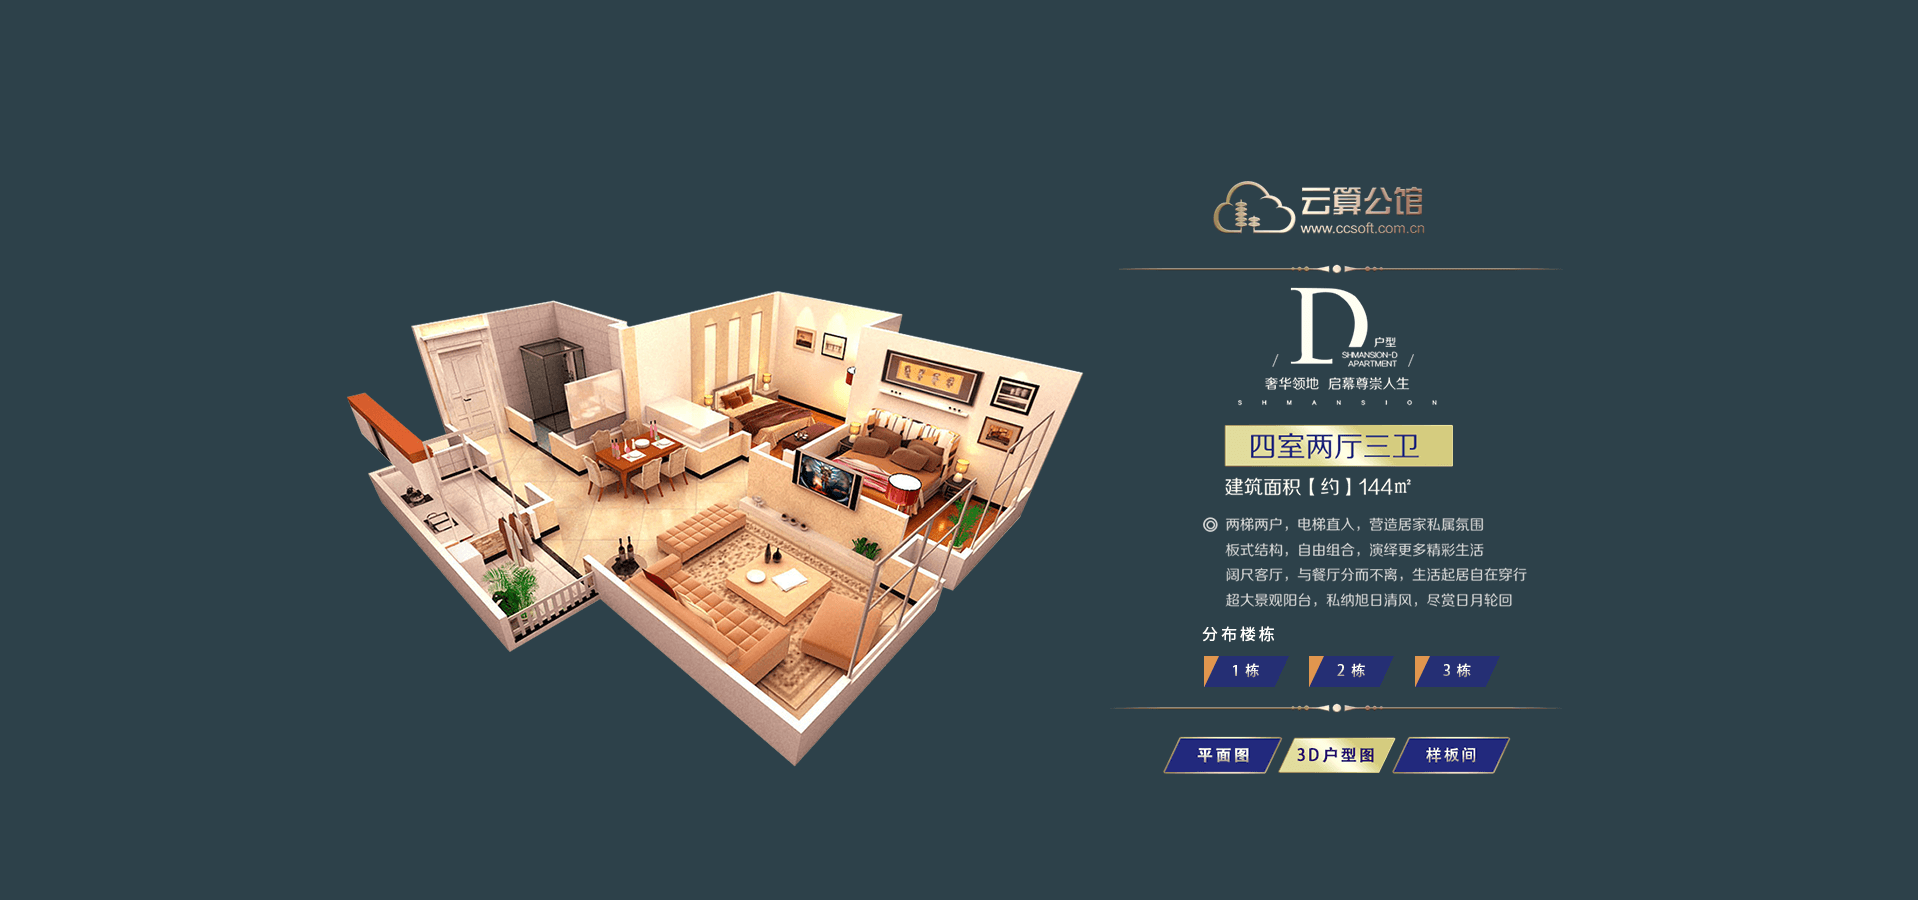 云算公馆
www.ccsoft.com.cn
D
户型
SHMANSION-D
APARTMENT
/ /
奢华领地 启幕尊崇人生
SHMANSION
四室两厅三卫
建筑面积【约】144㎡
◎ 两梯两户，电梯直入，营造居家私属氛围
板式结构，自由组合，演绎更多精彩生活
阔尺客厅，与餐厅分而不离，生活起居自在穿行
超大景观阳台，私纳旭日清风，尽赏日月轮回
分布楼栋
1 栋 2 栋 3 栋
平面图 3D户型图 样板间